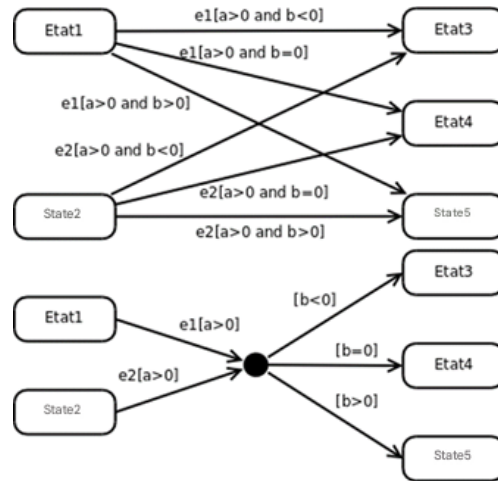 Etat1
e1[a>0 and b<0]
Etat3
e1[a>0 and b=0]
e1[a>0 and b>0]
Etat4
e2[a>0 and b<0]
e2[a>0 and b=0]
State2
State5
e2[a>0 and b>0]
Etat3
[b<0]
Etat1
e1[a>0]
[b=0]
Etat4
e2[a>0]
[b>0]
State2
State5